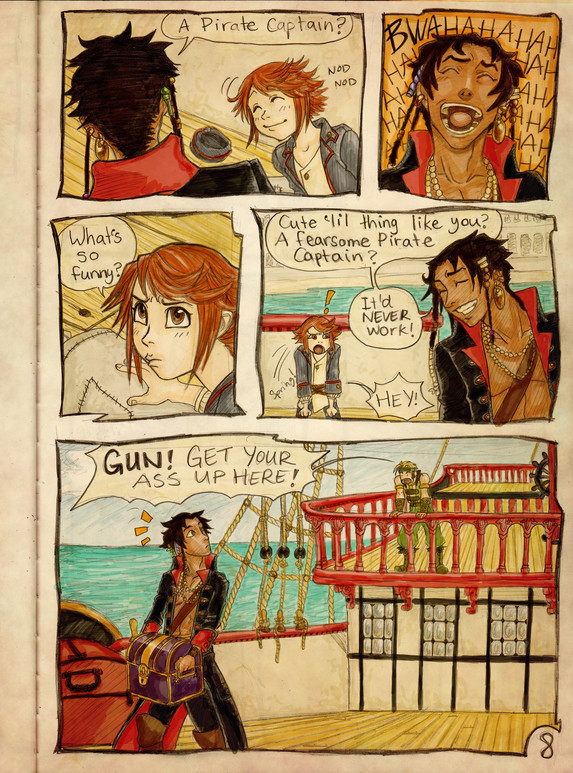 A Pirate Captain?
NOD
NOD
BWAHAHAHAHAH
What's
so
funny?
Cute 'lil thing like you?
A fearsome Pirate
Captain?
It'd
NEVER
WORK!
Spring!
HEY!
GUN! GET YOUR
ASS UP HERE!
8